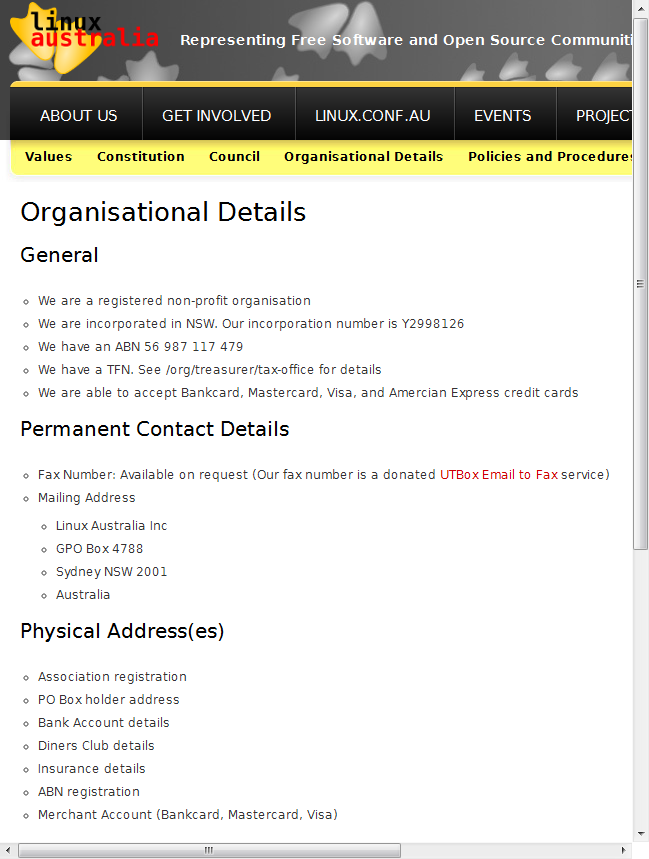 linux
australia
Representing Free Software and Open Source Communiti
ABOUT US GET INVOLVED LINUX.CONF.AU EVENTS PROJECT
Values Constitution Council Organisational Details Policies and Procedures
Organisational Details
General
We are a registered non-profit organisation
We are incorporated in NSW. Our incorporation number is Y2998126
We have an ABN 56 987 117 479
We have a TFN. See /org/treasurer/tax-office for details
We are able to accept Bankcard, Mastercard, Visa, and Amercian Express credit cards
Permanent Contact Details
Fax Number: Available on request (Our fax number is a donated UTBox Email to Fax service)
Mailing Address
Linux Australia Inc
GPO Box 4788
Sydney NSW 2001
Australia
Physical Address(es)
Association registration
PO Box holder address
Bank Account details
Diners Club details
Insurance details
ABN registration
Merchant Account (Bankcard, Mastercard, Visa)